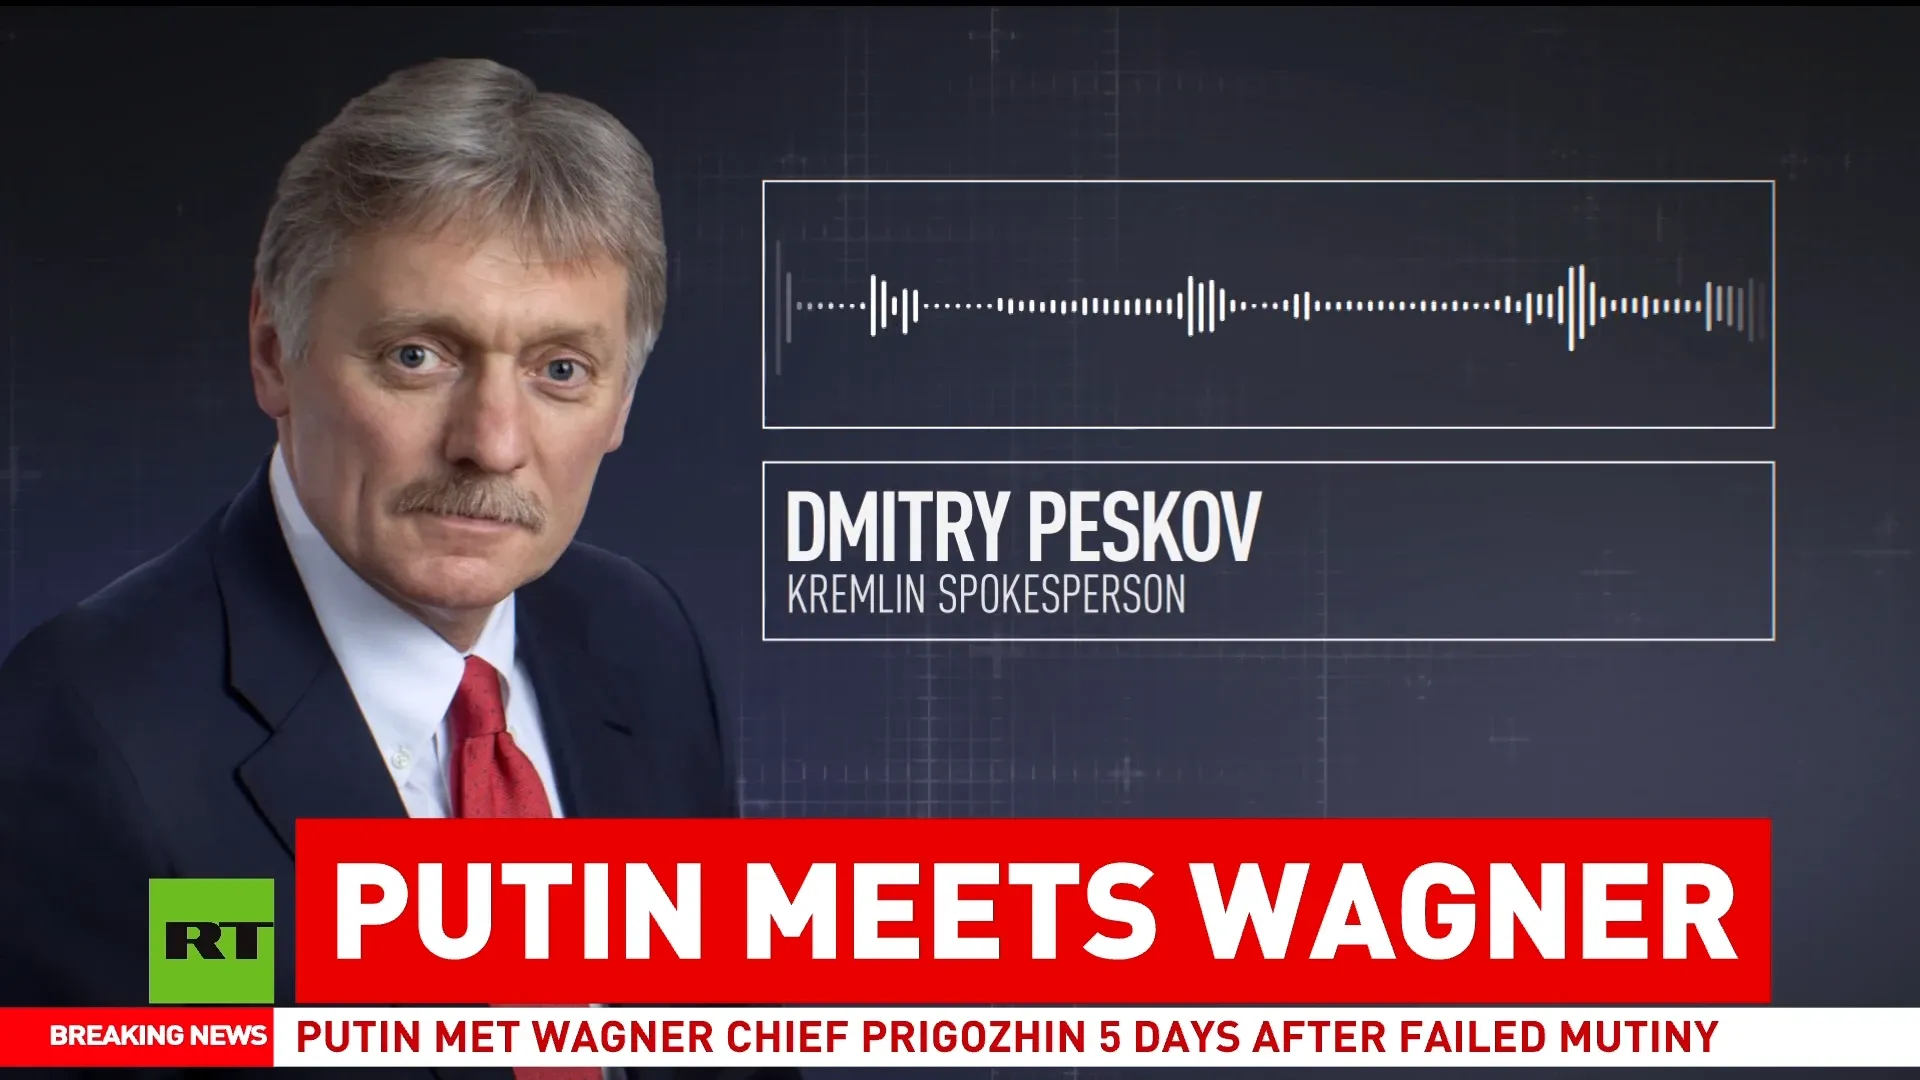 DMITRY PESKOV
KREMLIN SPOKESPERSON
PUTIN MEETS WAGNER
RT
BREAKING NEWS
PUTIN MET WAGNER CHIEF PRIGOZHIN 5 DAYS AFTER FAILED MUTINY